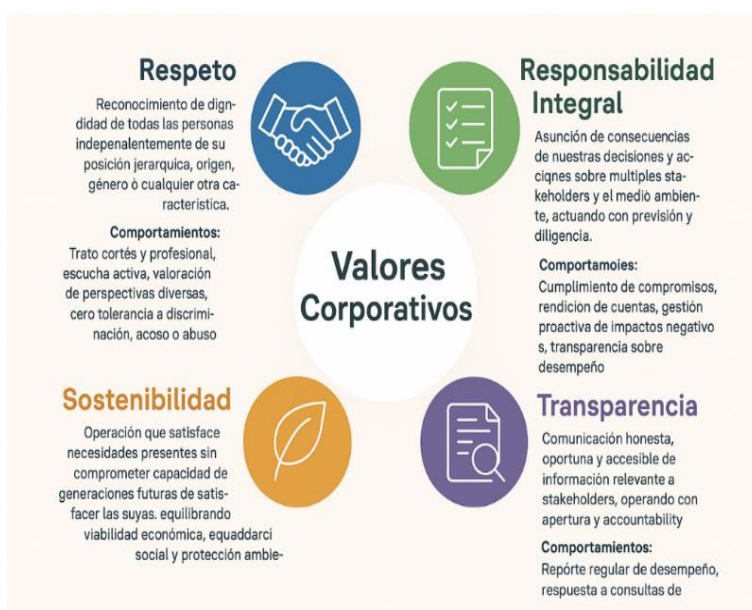 Respeto
Reconocimiento de dign-
didad de todas las personas
indepenalentemente de su
posición jerarquica, origen,
género ò cualquier otra ca-
racteristica.
Comportamientos:
Trato cortés y profesional,
escucha activa, valoración
de perspectivas diversas,
cero tolerancia a discrimi-
nación, acoso o abuso
Responsabilidad
Integral
Asunción de consecuencias
de nuestras decisiones y ac-
ciqnes sobre multiples sta-
keholders y el mediò ambien-
te, actuando con previsión y
diligencia.
Comportamoies:
Cumplimiento de compromisos,
rendicion de cuentas, gestión
proactiva de impactos negativo
s, transparencia sobre
desempeño
Valores
Corporativos
Sostenibilidad
Operación que satisface
necesidades presentes sin
comprometer capacidad de
generaciones futuras de satis-
facer las suyas. equilibrando
viabilidad económica, equaddarci
social y protección ambie-
Transparencia
Comunicación honesta,
oportuna y accesible de
información relevante a
stakeholders, operando con
apertura y accountability
Comportamientos:
Repórte regular de desempeño,
respuesta a consultas de